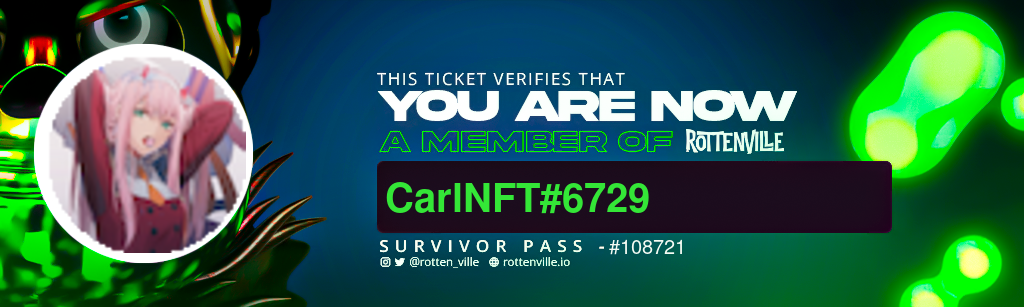 THIS TICKET VERIFIES THAT
YOU ARE NOW
A MEMBER OF ROTTENVILLE
CarlNFT#6729
SURVIVOR PASS - #108721
@rotten_ville rottenville.io